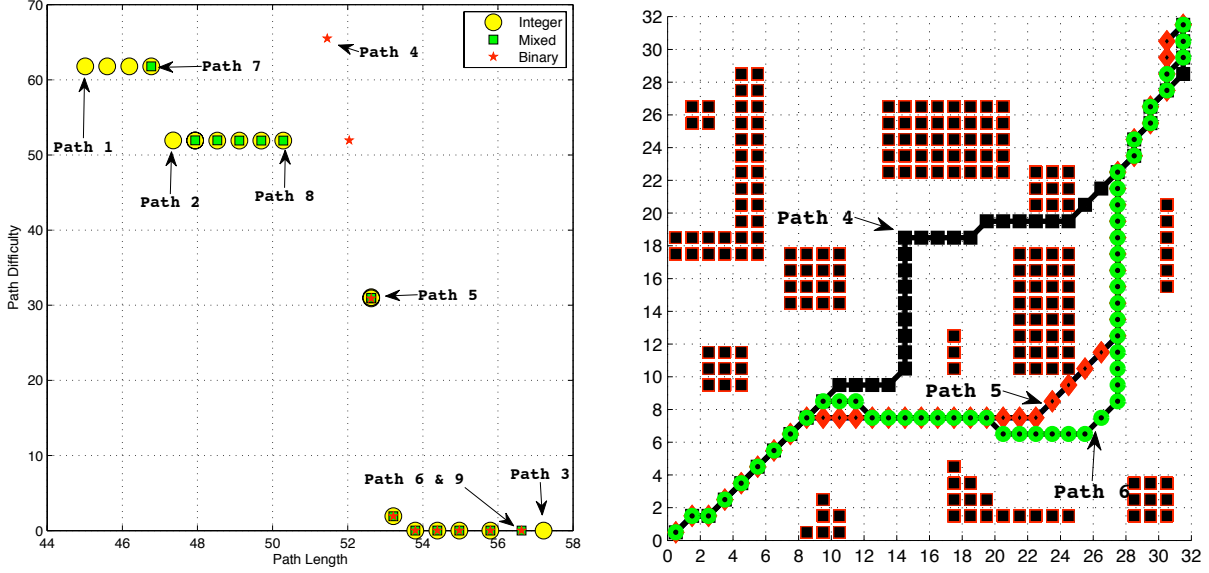 70
60
50
40
30
20
10
0
44
46
48
50
52
54
56
58
Path Length
Path Difficulty
Integer
Mixed
Binary
Path 4
Path 7
Path 1
Path 2
Path 8
Path 5
Path 6 & 9
Path 3
32
30
28
26
24
22
20
18
16
14
12
10
8
6
4
2
0
0 2 4 6 8 10 12 14 16 18 20 22 24 26 28 30 32
Path 4
Path 5
Path 6